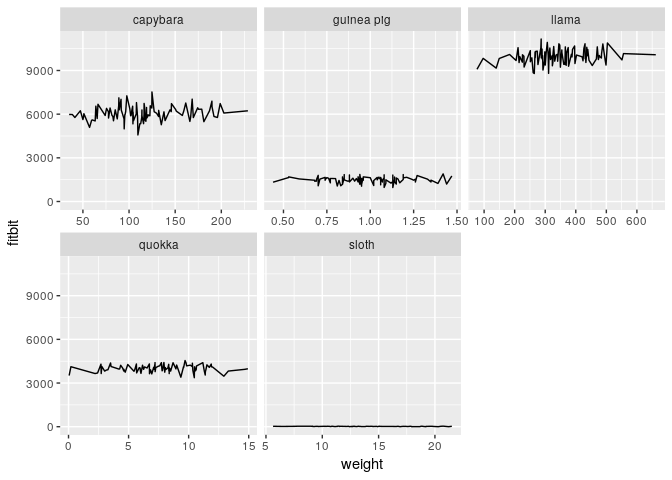 capybara
guinea pig
llama
9000
6000
3000
0
fitbit
50 100 150 200
0.50 0.75 1.00 1.25 1.50
100 200 300 400 500 600
quokka
sloth
9000
6000
3000
0
0 5 10 15
5 10 15 20
weight